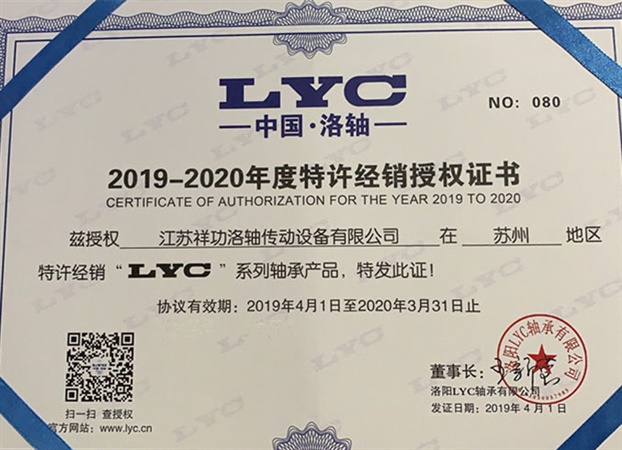 LYC
中国·洛轴
NO: 080
2019-2020年度特许经销授权证书
CERTIFICATE OF AUTHORIZATION FOR THE YEAR 2019 TO 2020
兹授权 江苏祥功洛轴传动设备有限公司 在 苏州 地区
特许经销“LYC”系列轴承产品，特发此证！
协议有效期：2019年4月1日至2020年3月31日止
洛阳LYC轴承有限公司
董事长：
洛阳LYC轴承有限公司
发证日期：2019年4月1日
扫一扫 查授权
官方网站：www.lyc.cn